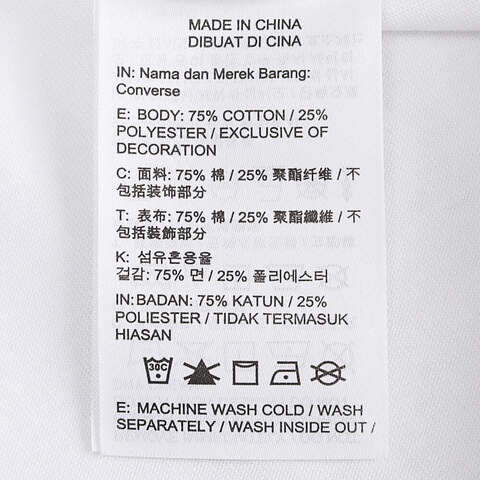 MADE IN CHINA
DIBUAT DI CINA
IN: Nama dan Merek Barang:
Converse
E: BODY: 75% COTTON / 25%
POLYESTER / EXCLUSIVE OF
DECORATION
C: 面料: 75% 棉 / 25% 聚酯纤维 / 不
包括装饰部分
T: 表布: 75% 棉 / 25% 聚酯纖維 / 不
包括裝飾部分
K: 섬유혼용율
겉감: 75% 면 / 25% 폴리에스터
IN: BADAN: 75% KATUN / 25%
POLIESTER / TIDAK TERMASUK
HIASAN
30C
E: MACHINE WASH COLD / WASH
SEPARATELY / WASH INSIDE OUT /